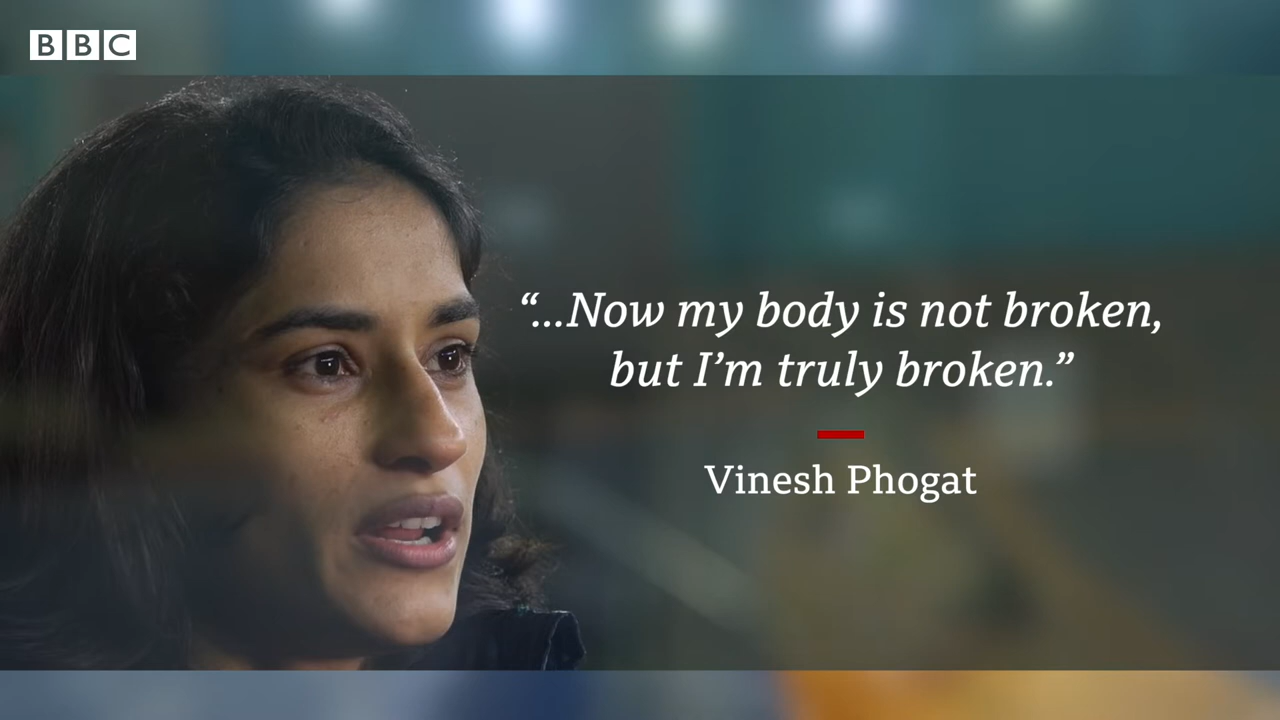 BBC
“...Now my body is not broken,
but I’m truly broken.”
Vinesh Phogat